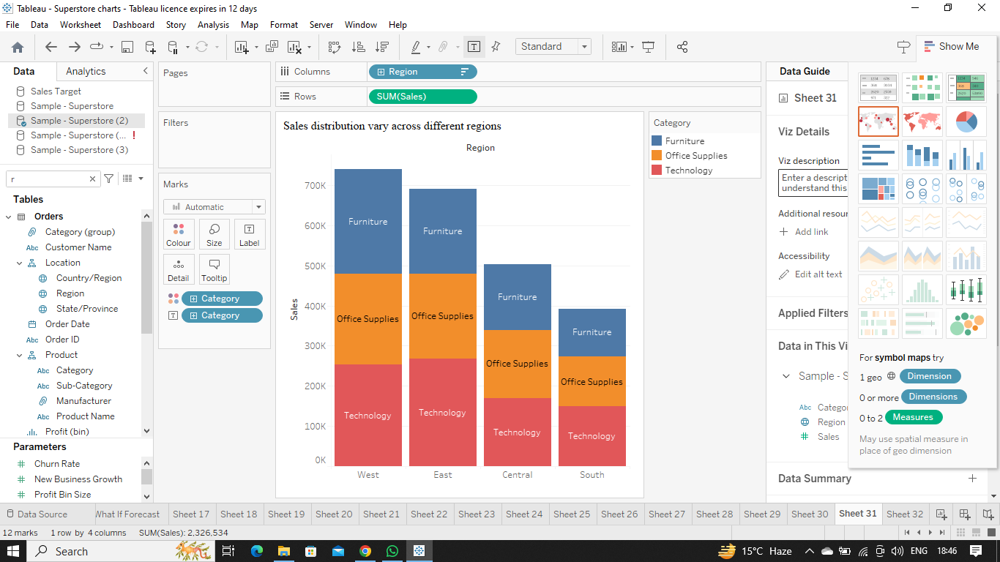 Tableau - Superstore charts - Tableau licence expires in 12 days
File Data Worksheet Dashboard Story Analysis Map Format Server Window Help
Standard
Show Me
Data Analytics
Sales Target
Sample - Superstore
Sample - Superstore (2)
Sample - Superstore (... !
Sample - Superstore (3)
r
Tables
Orders
Category (group)
Abc Customer Name
Location
Country/Region
Region
State/Province
Order Date
Abc Order ID
Product
Abc Category
Abc Sub-Category
Manufacturer
Abc Product Name
Profit (bin)
Parameters
Churn Rate
New Business Growth
Profit Bin Size
Pages
Filters
Marks
Automatic
Colour Size Label
Detail Tooltip
Category
Category
Columns Region
Rows SUM(Sales)
Sales distribution vary across different regions
Region
Sales
700K
600K
500K
400K
300K
200K
100K
0K
Furniture Furniture Furniture Furniture
Office Supplies Office Supplies Office Supplies Office Supplies
Technology Technology Technology Technology
West East Central South
Category
Furniture
Office Supplies
Technology
Data Guide
Sheet 31
Viz Details
Viz description
Enter a descript
understand this
Additional resour
Add link
Accessibility
Edit alt text
Applied Filters
Data in This Vi
Sample - S
Abc Categor
Region
Sales
Data Summary
For symbol maps try
1 geo Dimension
0 or more Dimensions
0 to 2 Measures
May use spatial measure in
place of geo dimension
Data Source What If Forecast Sheet 17 Sheet 18 Sheet 19 Sheet 20 Sheet 21 Sheet 22 Sheet 23 Sheet 24 Sheet 25 Sheet 26 Sheet 27 Sheet 28 Sheet 29 Sheet 30 Sheet 31 Sheet 32
12 marks 1 row by 4 columns SUM(Sales): 2,326,534
Search 15°C Haze ENG 18:46